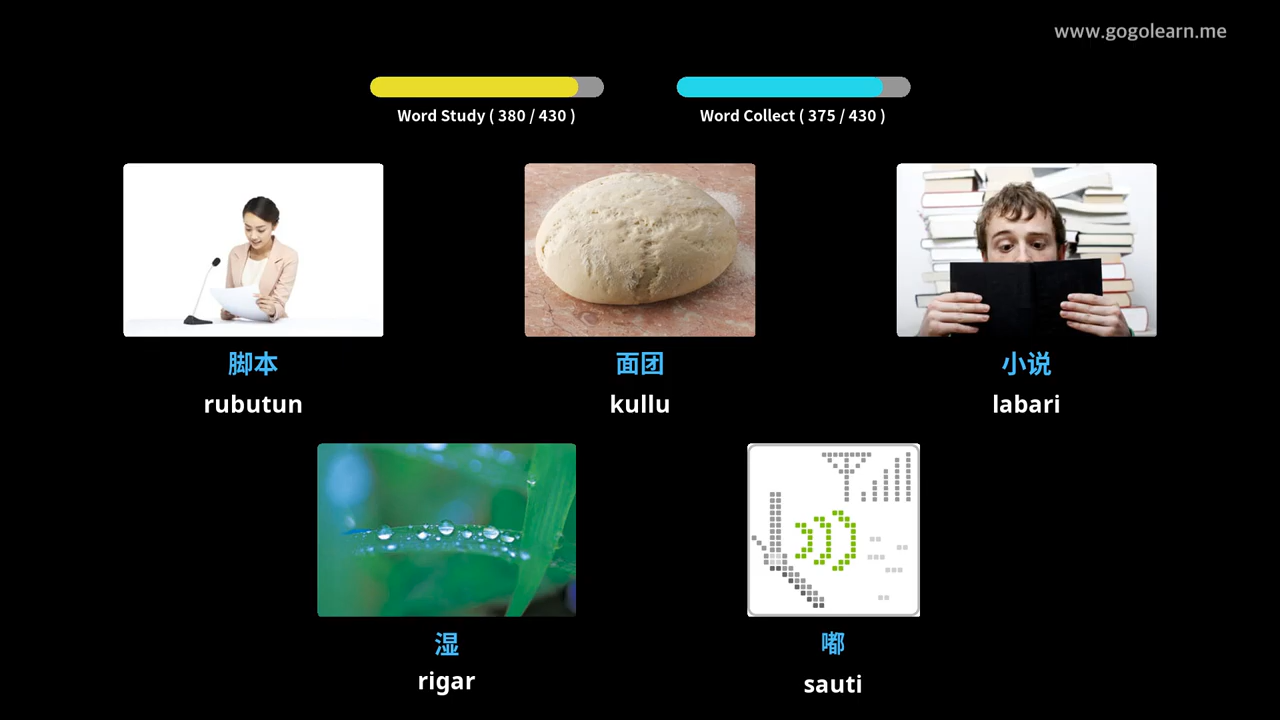 www.gogolearn.me
Word Study ( 380 / 430 )
Word Collect ( 375 / 430 )
脚本
rubutun
面团
kullu
小说
labari
湿
rigar
嘟
sauti